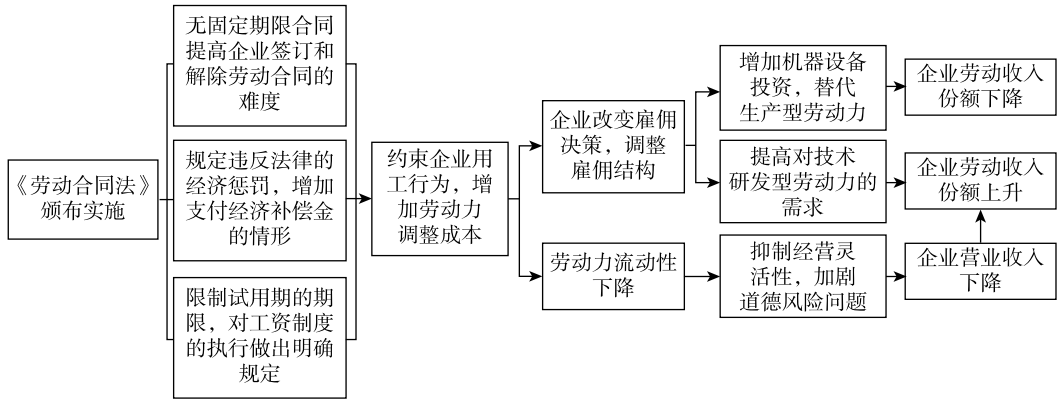 《劳动合同法》
颁布实施
无固定期限合同
提高企业签订和
解除劳动合同的
难度
规定违反法律的
经济惩罚，增加
支付经济补偿金
的情形
限制试用期的期
限，对工资制度
的执行做出明确
规定
约束企业用
工行为，增
加劳动力
调整成本
企业改变雇佣
决策，调整
雇佣结构
劳动力流动性
下降
增加机器设备
投资，替代
生产型劳动力
提高对技术
研发型劳动力的
需求
抑制经营灵
活性，加剧
道德风险问题
企业劳动收入
份额下降
企业劳动收入
份额上升
企业营业收入
下降